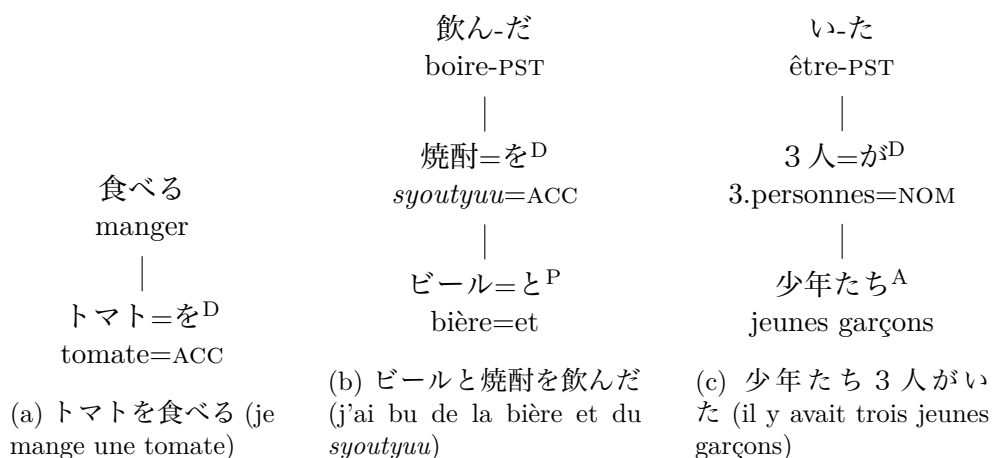 食べる
manger
トマト=をD
tomate=ACC
(a) トマトを食べる (je
mange une tomate)
飲ん-だ
boire-PST
焼酎=をD
syoutyuu=ACC
ビール=とP
bière=et
(b) ビールと焼酎を飲んだ
(j'ai bu de la bière et du
syoutyuu)
い-た
être-PST
3人=がD
3.personnes=NOM
少年たちA
jeunes garçons
(c) 少年たち3人がい
た (il y avait trois jeunes
garçons)